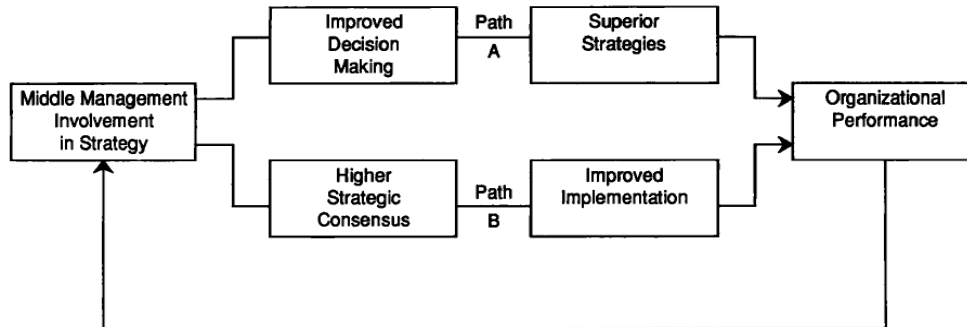 Improved
Decision
Making
Path
A
Superior
Strategies
Middle Management
Involvement
in Strategy
Organizational
Performance
Higher
Strategic
Consensus
Path
B
Improved
Implementation